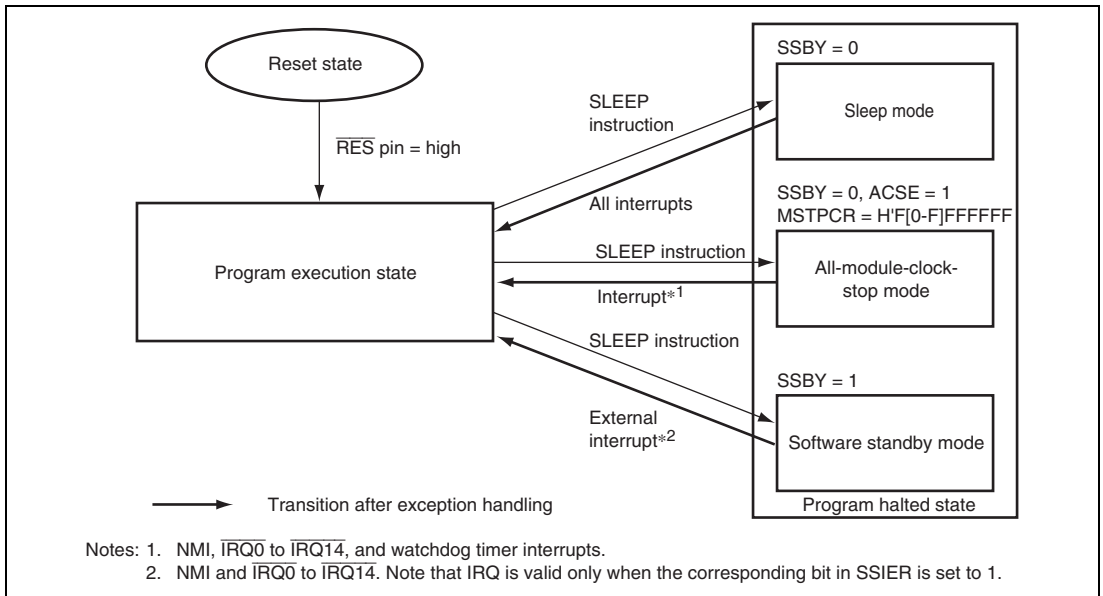 Reset state
RES pin = high
Program execution state
SLEEP
instruction
All interrupts
SLEEP instruction
Interrupt*1
SLEEP instruction
External
interrupt*2
SSBY = 0
Sleep mode
SSBY = 0, ACSE = 1
MSTPCR = H'F[0-F]FFFFFF
All-module-clock-
stop mode
SSBY = 1
Software standby mode
Program halted state
Transition after exception handling
Notes: 1. NMI, IRQ0 to IRQ14, and watchdog timer interrupts.
2. NMI and IRQ0 to IRQ14. Note that IRQ is valid only when the corresponding bit in SSIER is set to 1.